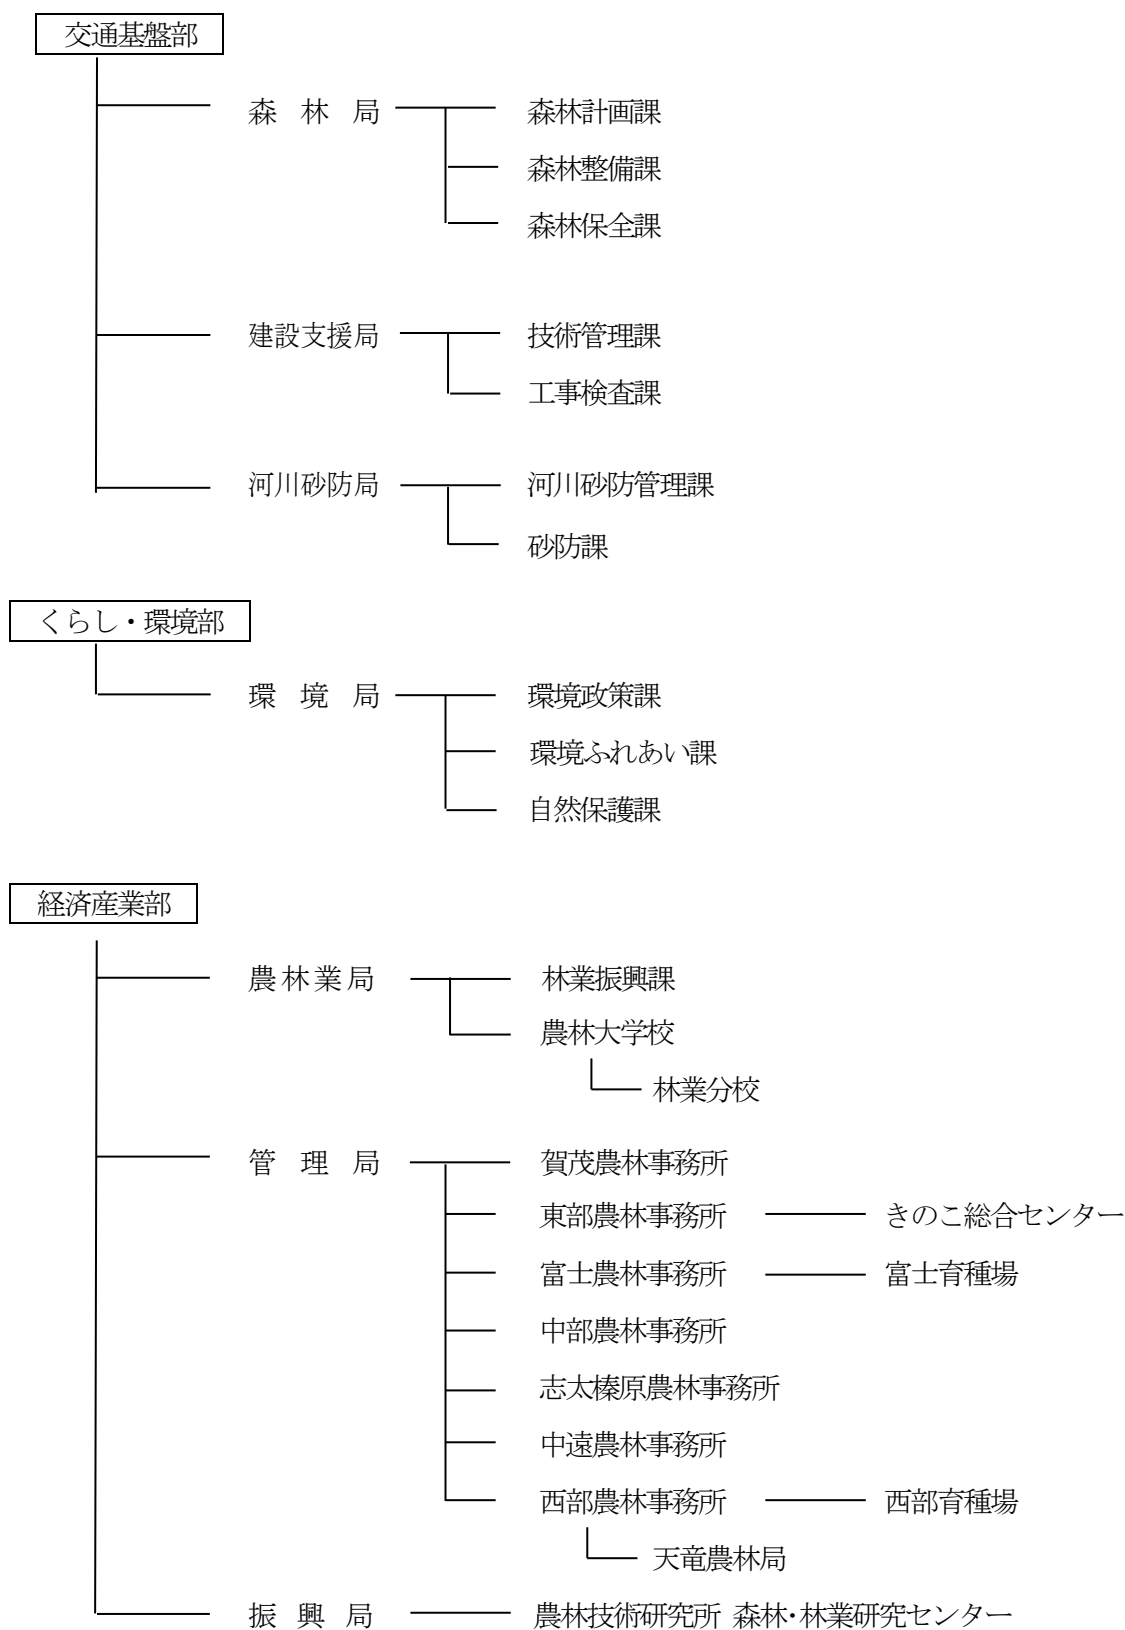 交通基盤部
森林局 森林計画課
森林整備課
森林保全課
建設支援局 技術管理課
工事検査課
河川砂防局 河川砂防管理課
砂防課
くらし・環境部
環境局 環境政策課
環境ふれあい課
自然保護課
経済産業部
農林業局 林業振興課
農林大学校
林業分校
管理局 賀茂農林事務所
東部農林事務所 きのこ総合センター
富士農林事務所 富士育種場
中部農林事務所
志太榛原農林事務所
中遠農林事務所
西部農林事務所 西部育種場
天竜農林局
振興局 農林技術研究所 森林・林業研究センター